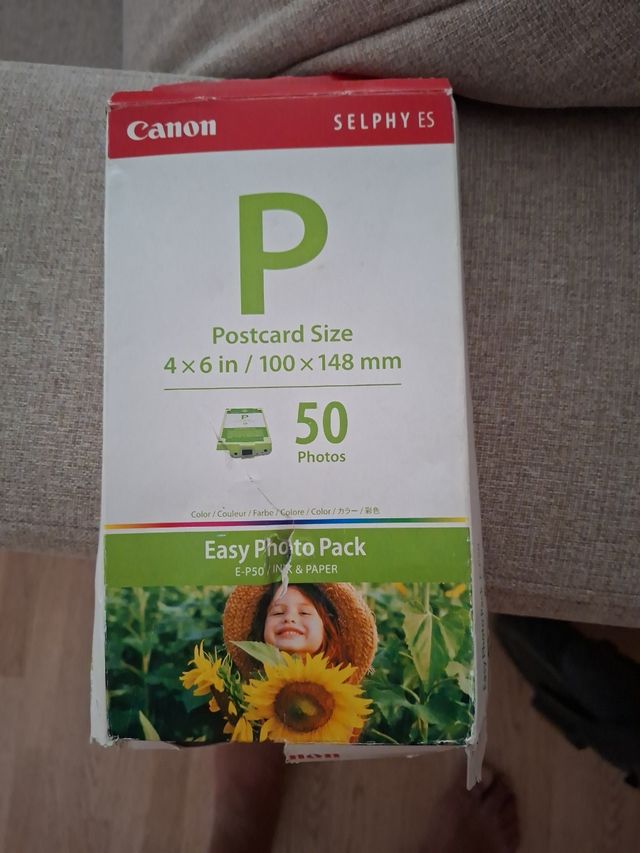 Canon SELPHY ES
P
Postcard Size
4 × 6 in / 100 × 148 mm
P
50
Photos
Color / Couleur / Farbe / Colore / Color / カラー / 彩色
Easy Photo Pack
E-P50 / INK & PAPER